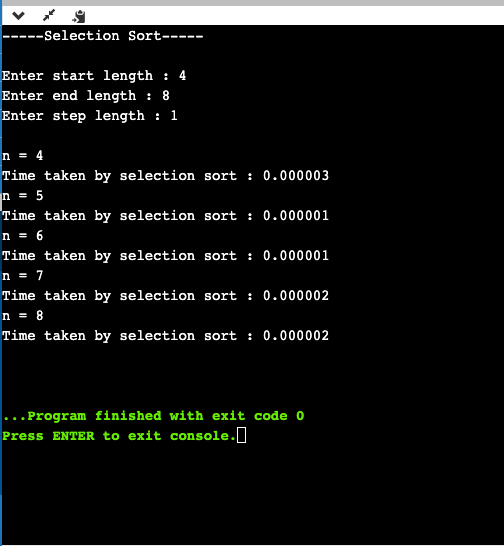 -----Selection Sort-----
Enter start length : 4
Enter end length : 8
Enter step length : 1
n = 4
Time taken by selection sort : 0.000003
n = 5
Time taken by selection sort : 0.000001
n = 6
Time taken by selection sort : 0.000001
n = 7
Time taken by selection sort : 0.000002
n = 8
Time taken by selection sort : 0.000002
...Program finished with exit code 0
Press ENTER to exit console.